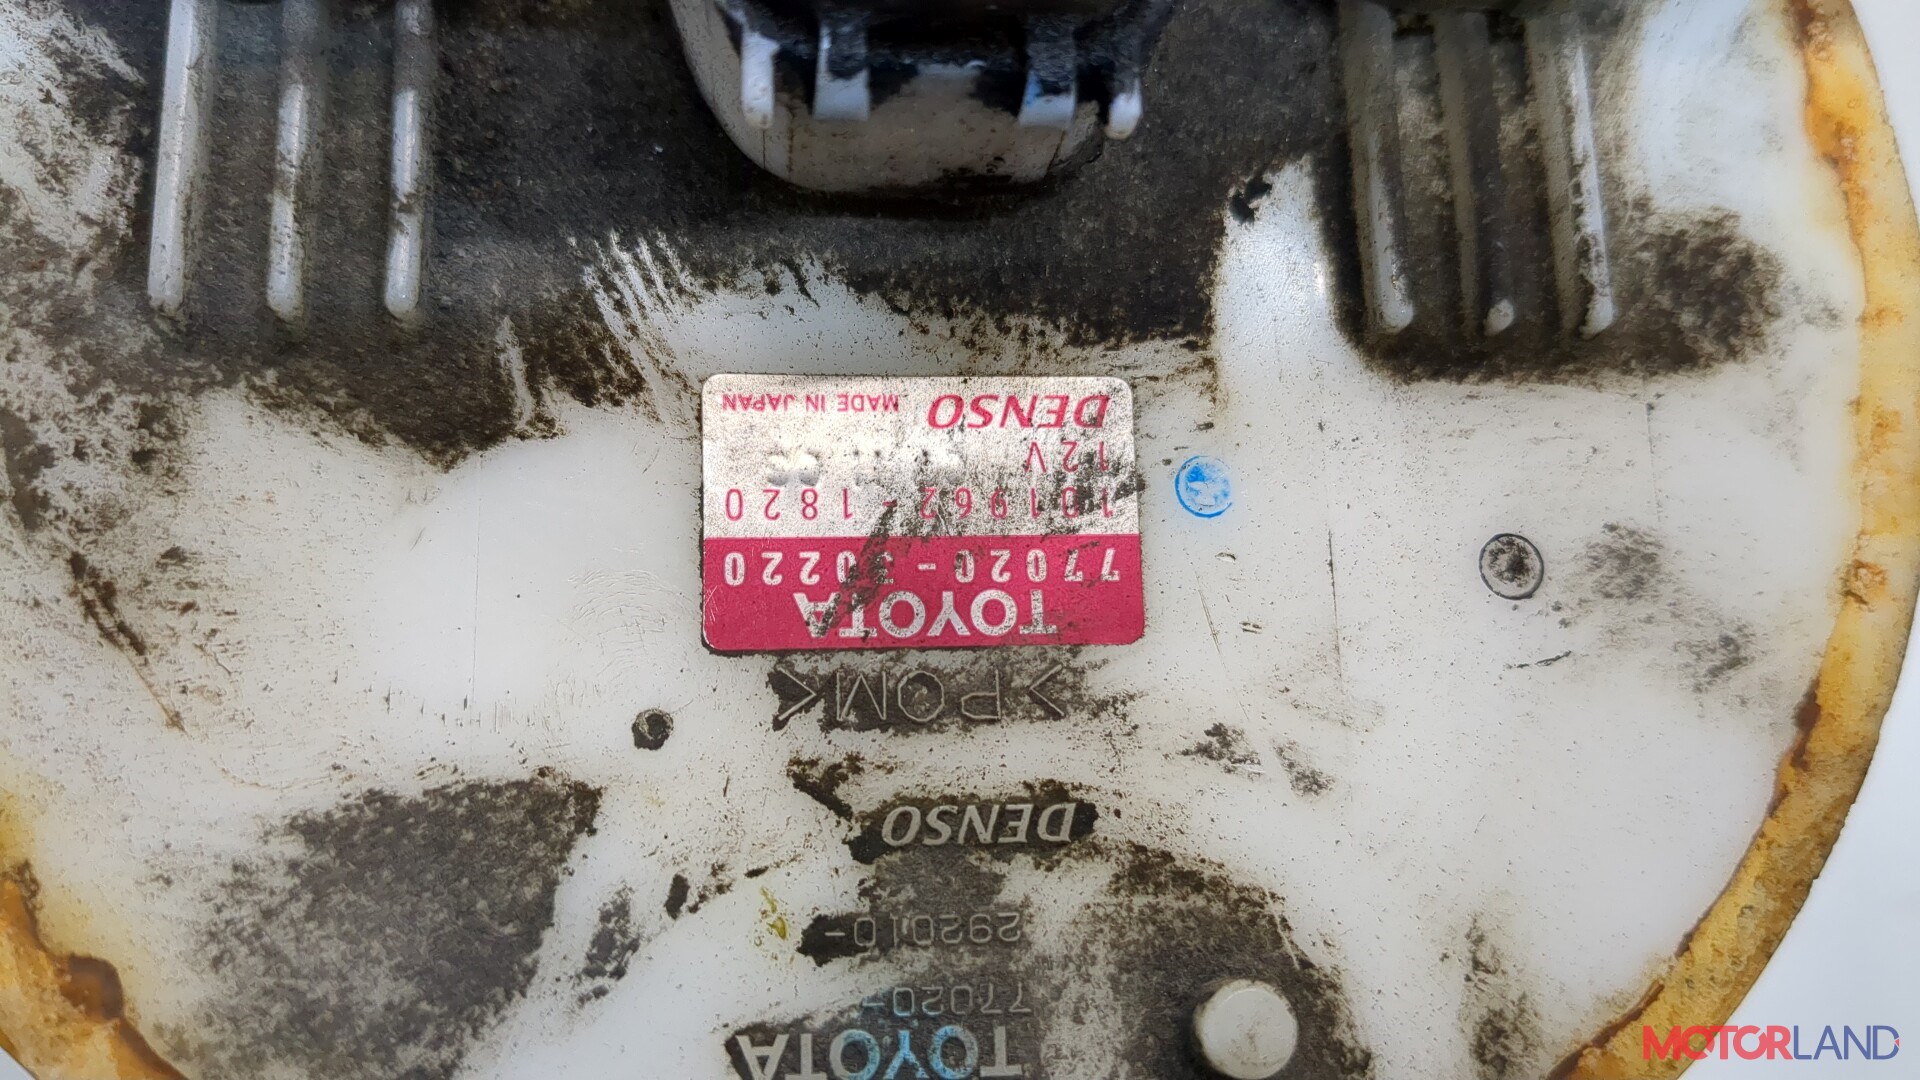 TOYOTA
77020-
292010-
DENSO
>POM<
TOYOTA
77020-30220
101962-1820
12V
DENSO MADE IN JAPAN
MOTORLAND